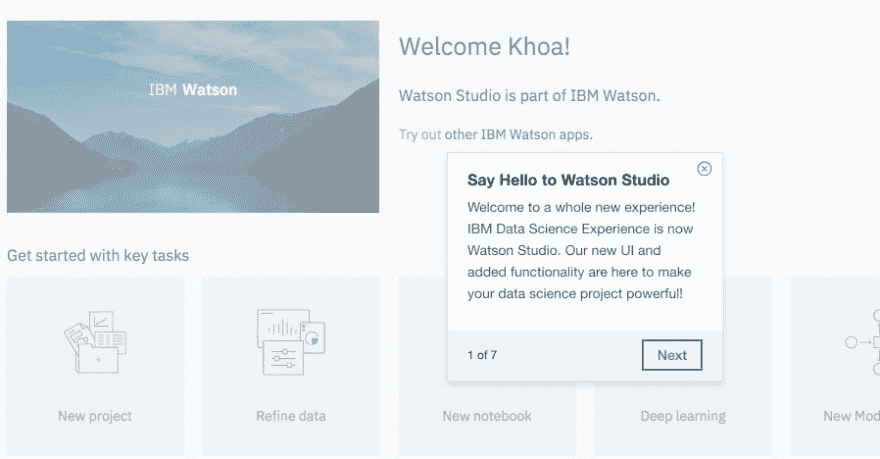 IBM Watson
Welcome Khoa!
Watson Studio is part of IBM Watson.
Try out other IBM Watson apps.
Say Hello to Watson Studio
Welcome to a whole new experience!
IBM Data Science Experience is now
Watson Studio. Our new UI and
added functionality are here to make
your data science project powerful!
1 of 7
Next
Get started with key tasks
New project
Refine data
New notebook
Deep learning
New Mod